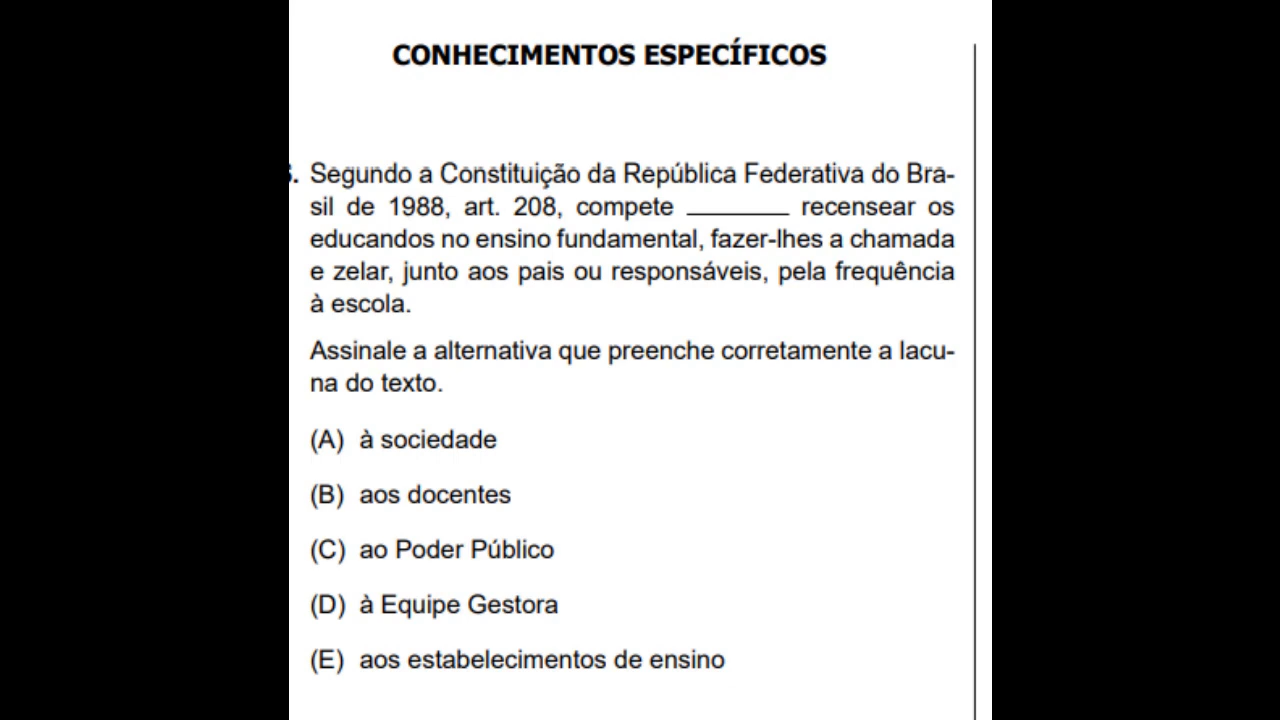 CONHECIMENTOS ESPECÍFICOS
Segundo a Constituição da República Federativa do Bra-
sil de 1988, art. 208, compete ________ recensear os
educandos no ensino fundamental, fazer-lhes a chamada
e zelar, junto aos pais ou responsáveis, pela frequência
à escola.
Assinale a alternativa que preenche corretamente a lacu-
na do texto.
(A) à sociedade
(B) aos docentes
(C) ao Poder Público
(D) à Equipe Gestora
(E) aos estabelecimentos de ensino